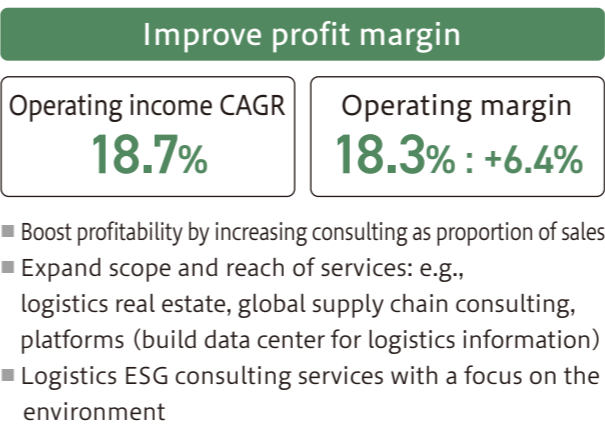 Improve profit margin
Operating income CAGR
18.7%
Operating margin
18.3% : +6.4%
■ Boost profitability by increasing consulting as proportion of sales
■ Expand scope and reach of services: e.g.,
logistics real estate, global supply chain consulting,
platforms (build data center for logistics information)
■ Logistics ESG consulting services with a focus on the
environment